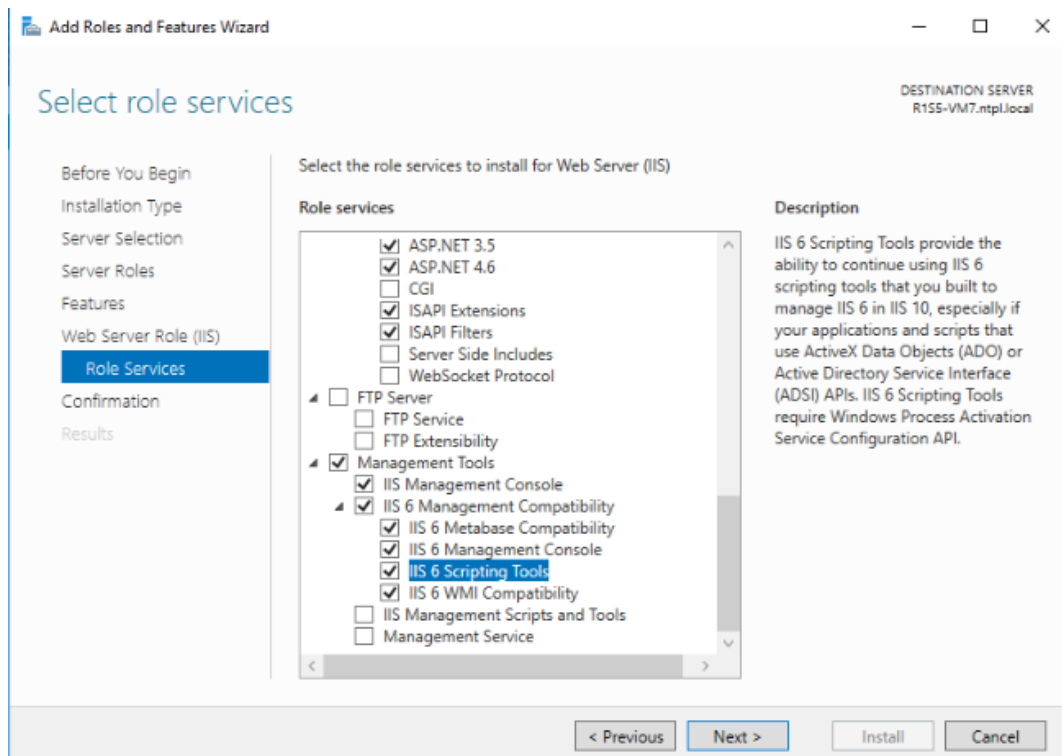 Add Roles and Features Wizard
Select role services
DESTINATION SERVER
R1S5-VM7.ntpl.local
Before You Begin
Installation Type
Server Selection
Server Roles
Features
Web Server Role (IIS)
Role Services
Confirmation
Results
Select the role services to install for Web Server (IIS)
Role services
ASP.NET 3.5
ASP.NET 4.6
CGI
ISAPI Extensions
ISAPI Filters
Server Side Includes
WebSocket Protocol
FTP Server
FTP Service
FTP Extensibility
Management Tools
IIS Management Console
IIS 6 Management Compatibility
IIS 6 Metabase Compatibility
IIS 6 Management Console
IIS 6 Scripting Tools
IIS 6 WMI Compatibility
IIS Management Scripts and Tools
Management Service
Description
IIS 6 Scripting Tools provide the
ability to continue using IIS 6
scripting tools that you built to
manage IIS 6 in IIS 10, especially if
your applications and scripts that
use ActiveX Data Objects (ADO) or
Active Directory Service Interface
(ADSI) APIs. IIS 6 Scripting Tools
require Windows Process Activation
Service Configuration API.
< Previous
Next >
Install
Cancel